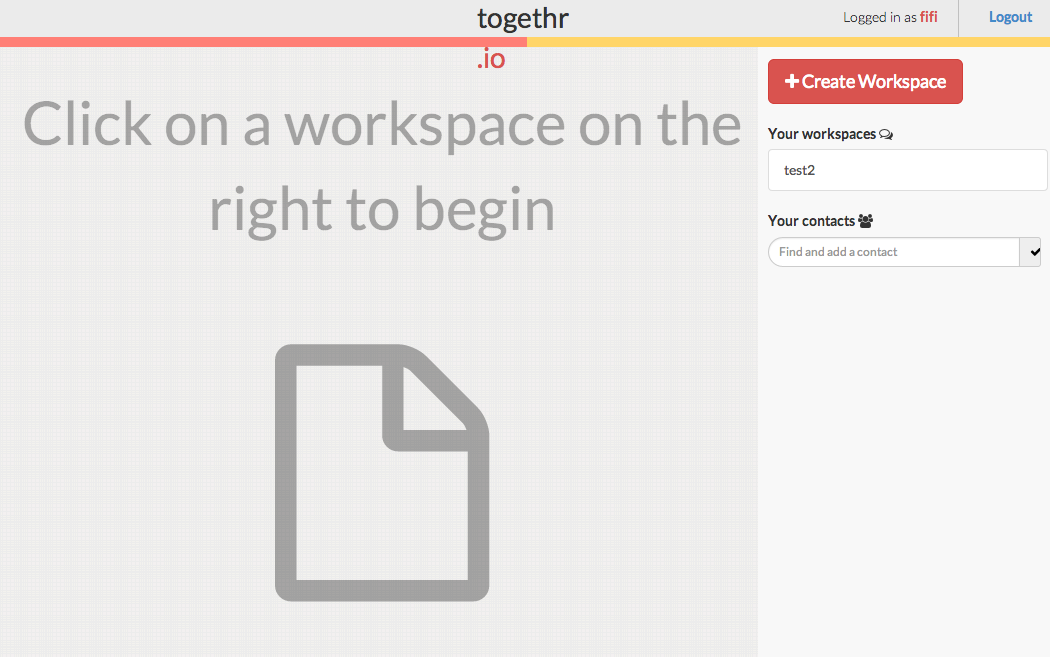 togethr
.io
Logged in as fifi
Logout
Click on a workspace on the
right to begin
Create Workspace
Your workspaces
test2
Your contacts
Find and add a contact